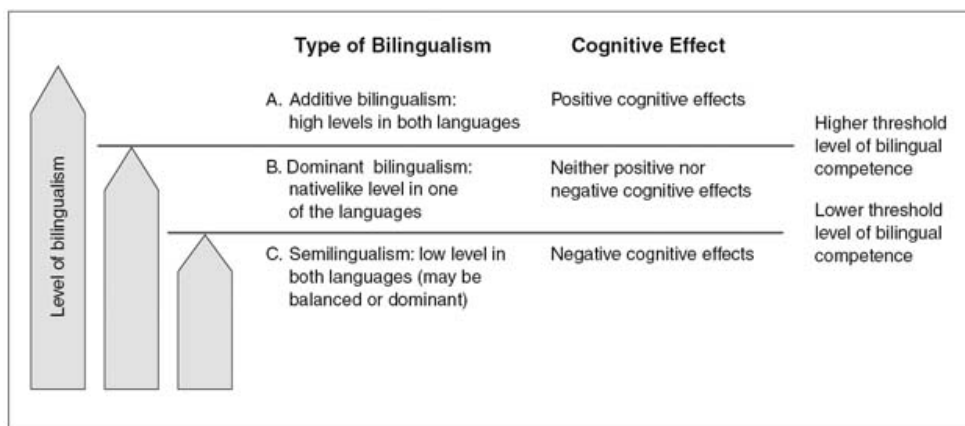 Type of Bilingualism
Cognitive Effect
Level of bilingualism
A. Additive bilingualism:
high levels in both languages
Positive cognitive effects
Higher threshold
level of bilingual
competence
B. Dominant bilingualism:
nativelike level in one
of the languages
Neither positive nor
negative cognitive effects
Lower threshold
level of bilingual
competence
C. Semilingualism: low level in
both languages (may be
balanced or dominant)
Negative cognitive effects